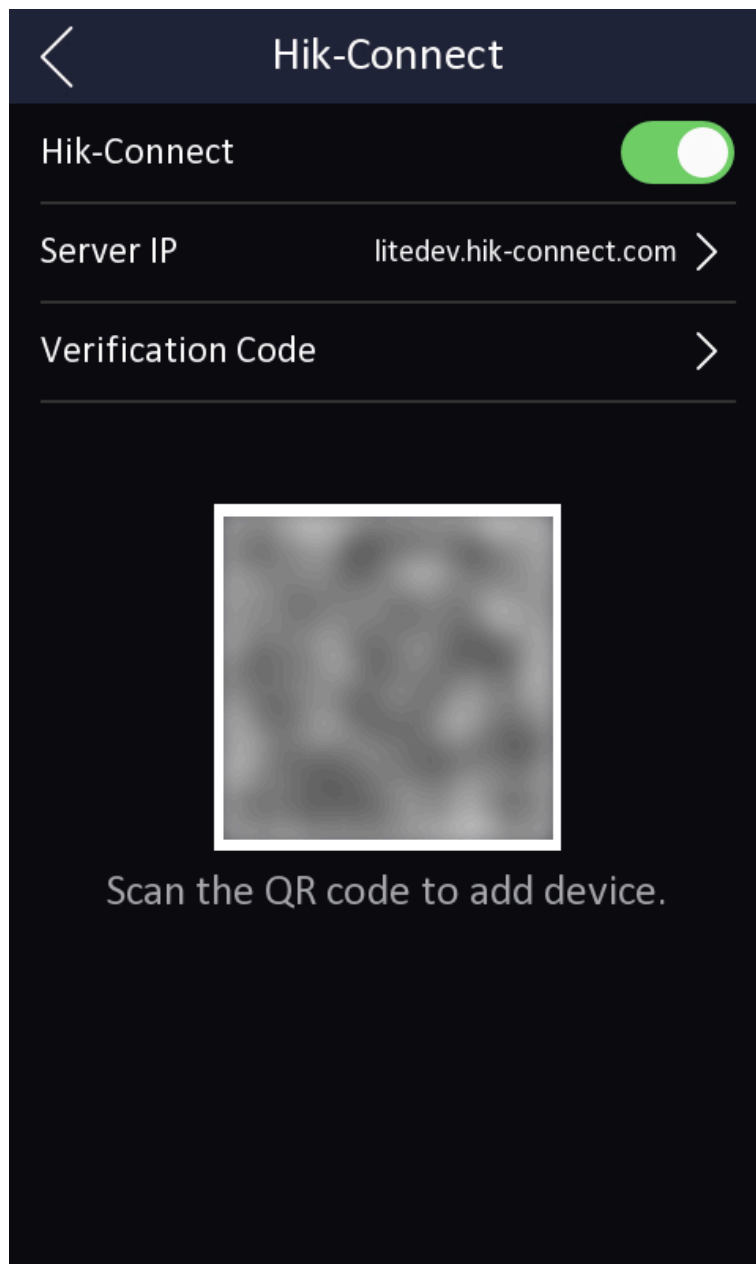 Hik-Connect
Hik-Connect
Server IP litedev.hik-connect.com
Verification Code
Scan the QR code to add device.